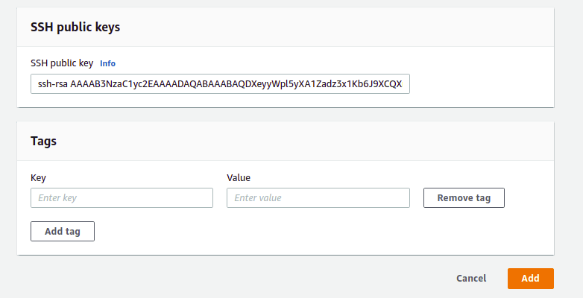 SSH public keys
SSH public key Info
ssh-rsa AAAAB3NzaC1yc2EAAAADAQABAAABAQDXeyyWpl5yXA1Zadz3x1Kb6J9XCQX
Tags
Key Value
Enter key Enter value Remove tag
Add tag
Cancel Add